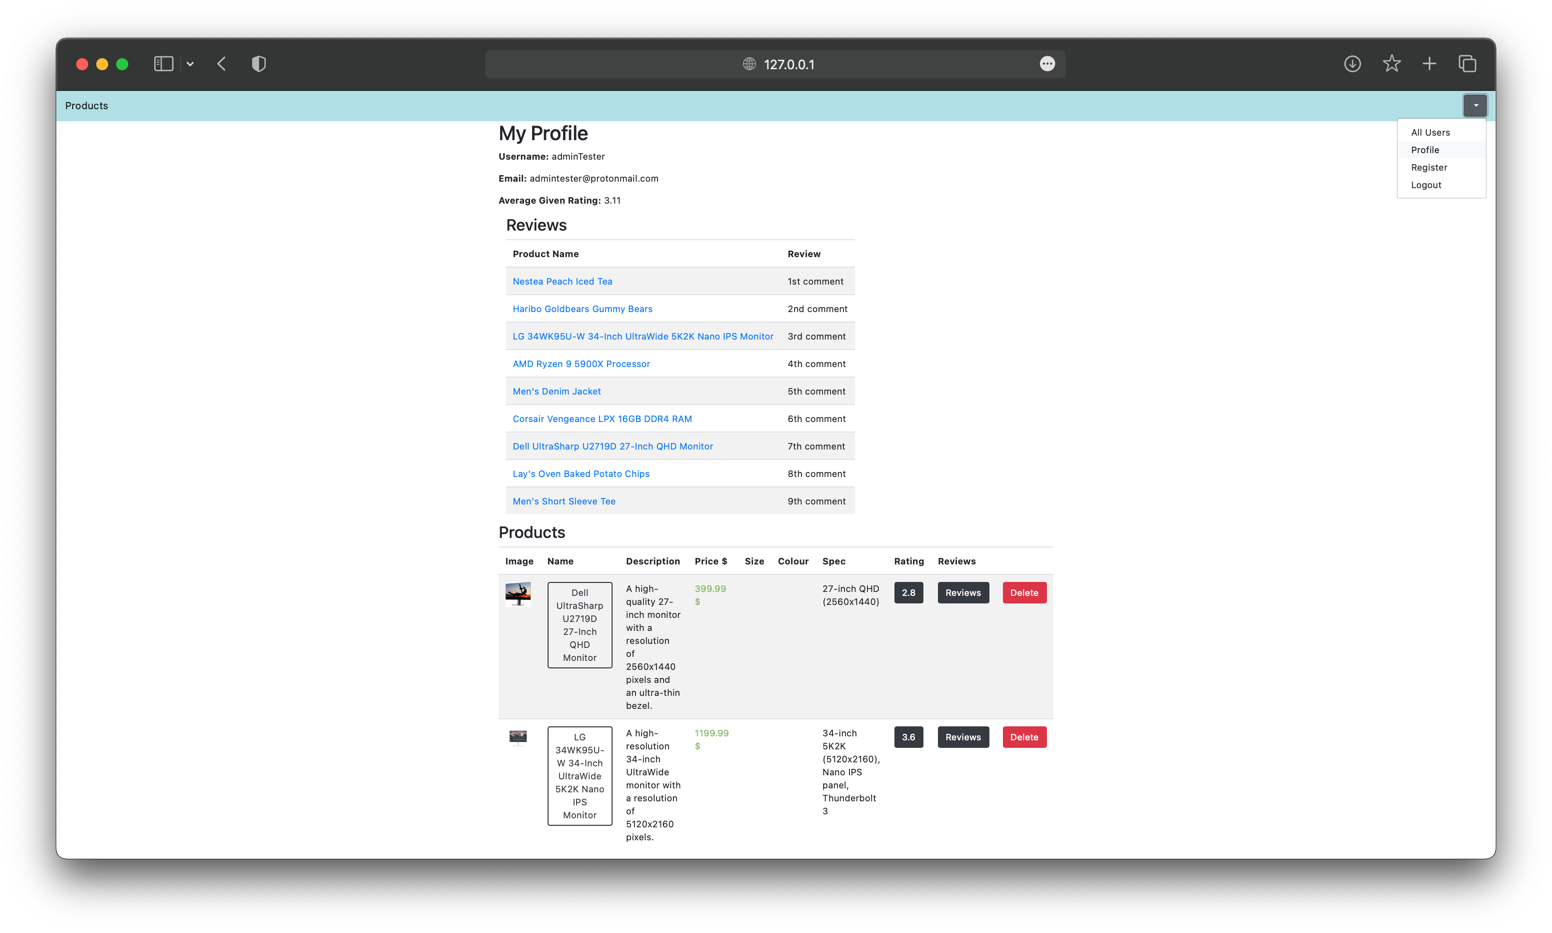 127.0.0.1
Products
All Users
Profile
Register
Logout
My Profile
Username: adminTester
Email: admintester@protonmail.com
Average Given Rating: 3.11
Reviews
Product Name Review
Nestea Peach Iced Tea 1st comment
Haribo Goldbears Gummy Bears 2nd comment
LG 34WK95U-W 34-Inch UltraWide 5K2K Nano IPS Monitor 3rd comment
AMD Ryzen 9 5900X Processor 4th comment
Men's Denim Jacket 5th comment
Corsair Vengeance LPX 16GB DDR4 RAM 6th comment
Dell UltraSharp U2719D 27-Inch QHD Monitor 7th comment
Lay's Oven Baked Potato Chips 8th comment
Men's Short Sleeve Tee 9th comment
Products
Image Name Description Price $ Size Colour Spec Rating Reviews
Dell
UltraSharp
U2719D
27-Inch
QHD
Monitor
A high-
quality 27-
inch monitor
with a
resolution
of
2560x1440
pixels and
an ultra-thin
bezel.
399.99
$
27-inch QHD
(2560x1440)
2.8
Reviews
Delete
LG
34WK95U-
W 34-Inch
UltraWide
5K2K Nano
IPS
Monitor
A high-
resolution
34-inch
UltraWide
monitor with
a resolution
of
5120x2160
pixels.
1199.99
$
34-inch
5K2K
(5120x2160),
Nano IPS
panel,
Thunderbolt
3
3.6
Reviews
Delete